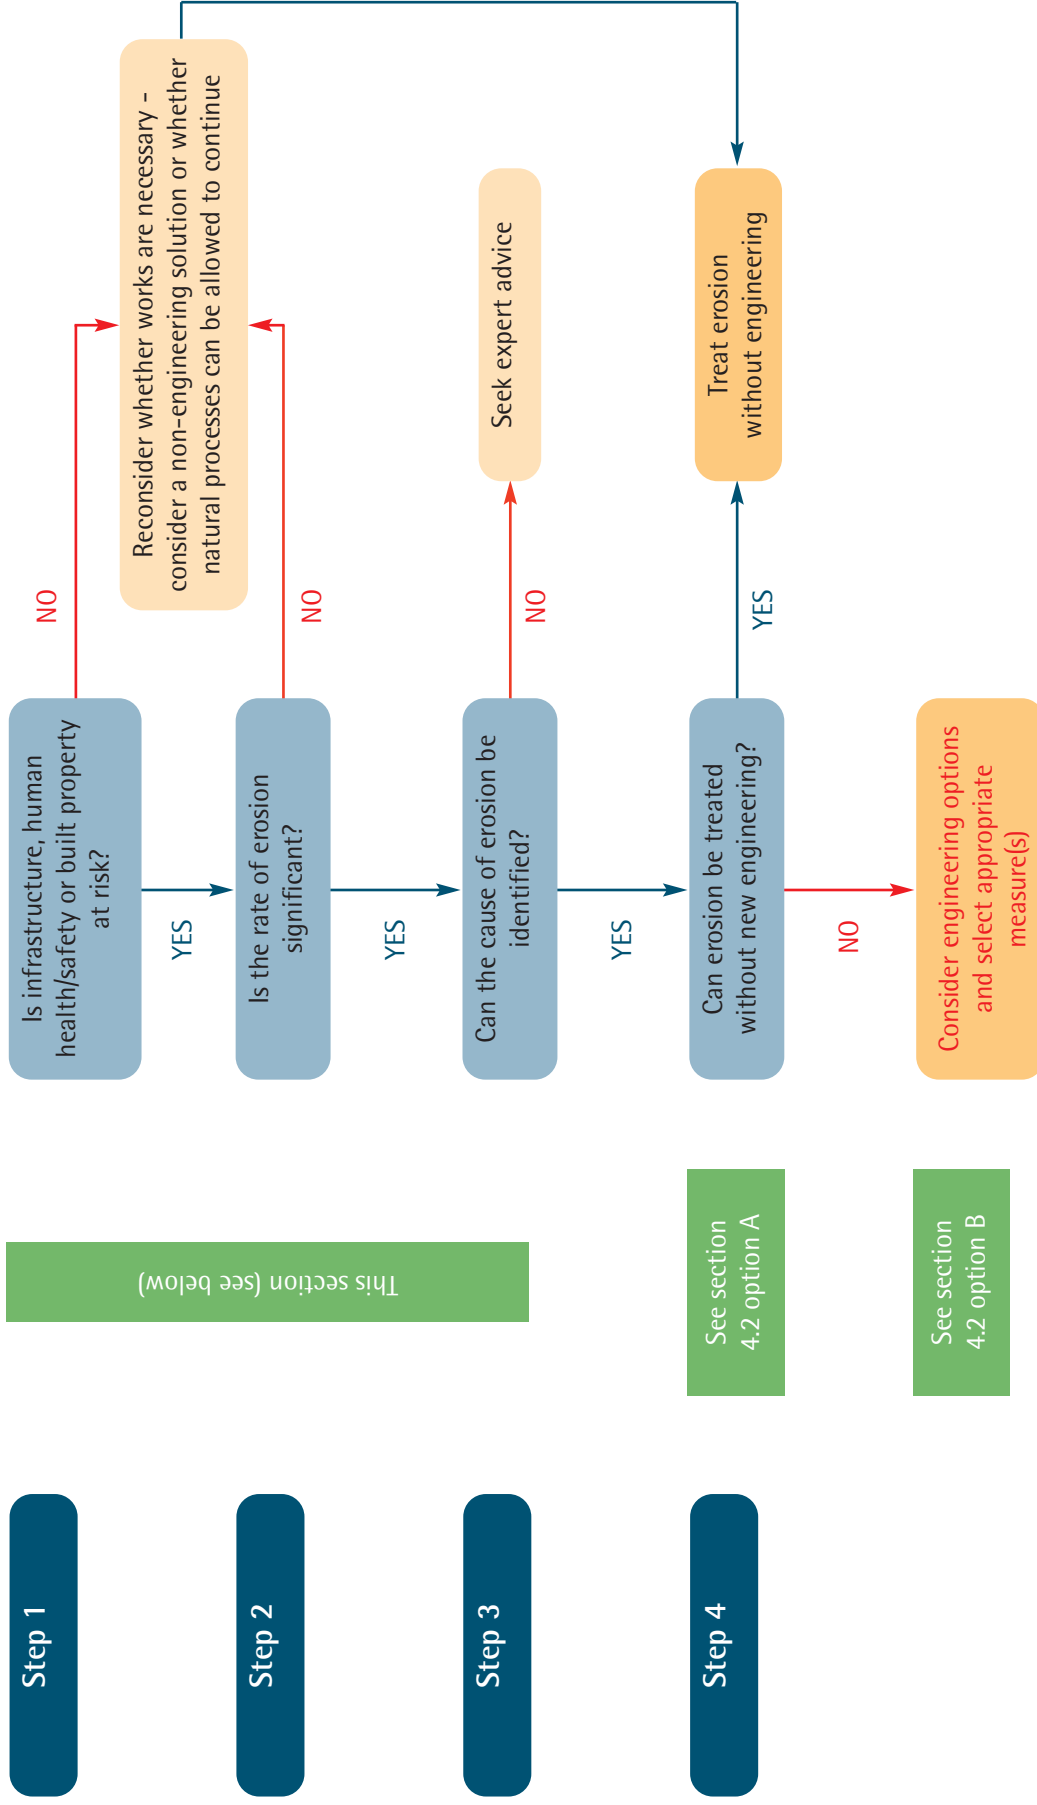 Step 1
This section (see below)
Is infrastructure, human
health/safety or built property
at risk?
NO
Reconsider whether works are necessary -
consider a non-engineering solution or whether
natural processes can be allowed to continue
YES
Step 2
Is the rate of erosion
significant?
NO
YES
Step 3
Can the cause of erosion be
identified?
NO
Seek expert advice
YES
Step 4
See section
4.2 option A
Can erosion be treated
without new engineering?
YES
Treat erosion
without engineering
NO
See section
4.2 option B
Consider engineering options
and select appropriate
measure(s)